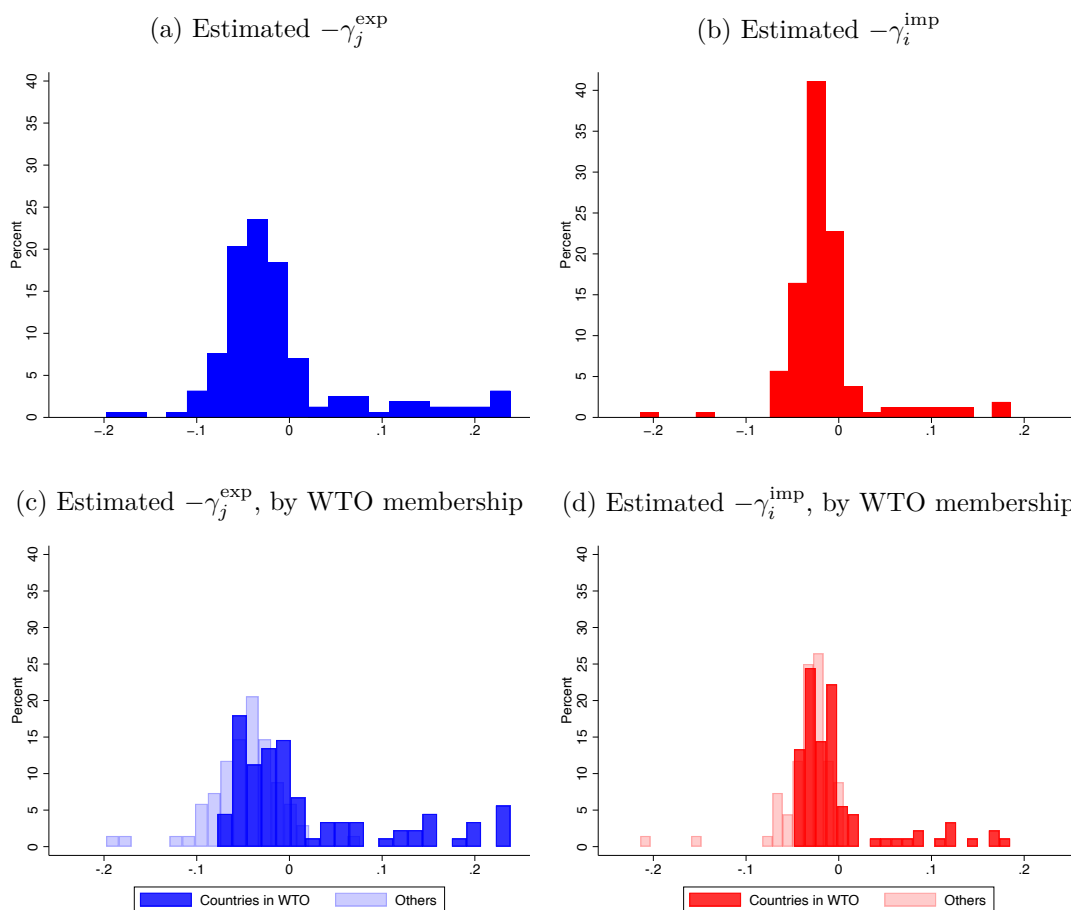 (a) Estimated −γ_j^exp
Percent
40
35
30
25
20
15
10
5
0
-.2 -.1 0 .1 .2
(b) Estimated −γ_i^imp
Percent
40
35
30
25
20
15
10
5
0
-.2 -.1 0 .1 .2
(c) Estimated −γ_j^exp, by WTO membership
Percent
40
35
30
25
20
15
10
5
0
-.2 -.1 0 .1 .2
Countries in WTO Others
(d) Estimated −γ_i^imp, by WTO membership
Percent
40
35
30
25
20
15
10
5
0
-.2 -.1 0 .1 .2
Countries in WTO Others